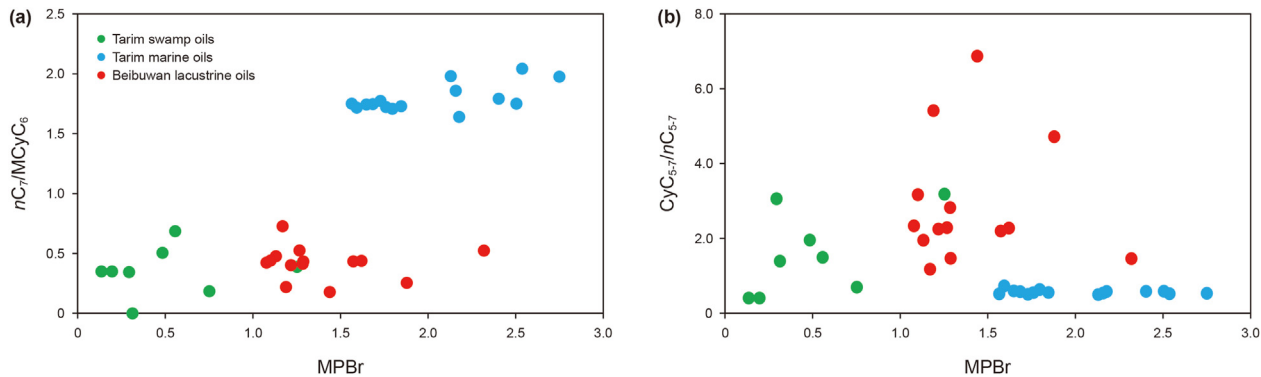 (a)
2.5
2.0
1.5
1.0
0.5
0
nC₇/MCyC₆
Tarim swamp oils
Tarim marine oils
Beibuwan lacustrine oils
0 0.5 1.0 1.5 2.0 2.5 3.0
MPBr
(b)
8.0
6.0
4.0
2.0
0
CyC₅₋₇/nC₅₋₇
0 0.5 1.0 1.5 2.0 2.5 3.0
MPBr